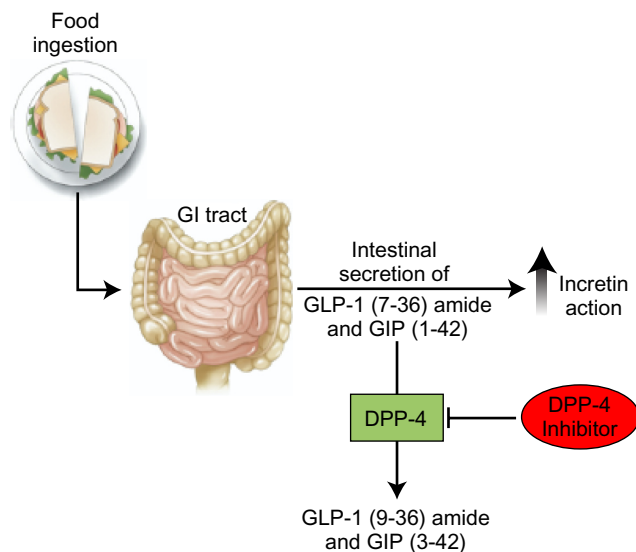 Food
ingestion
GI tract
Intestinal
secretion of
GLP-1 (7-36) amide
and GIP (1-42)
Incretin
action
DPP-4
DPP-4
Inhibitor
GLP-1 (9-36) amide
and GIP (3-42)